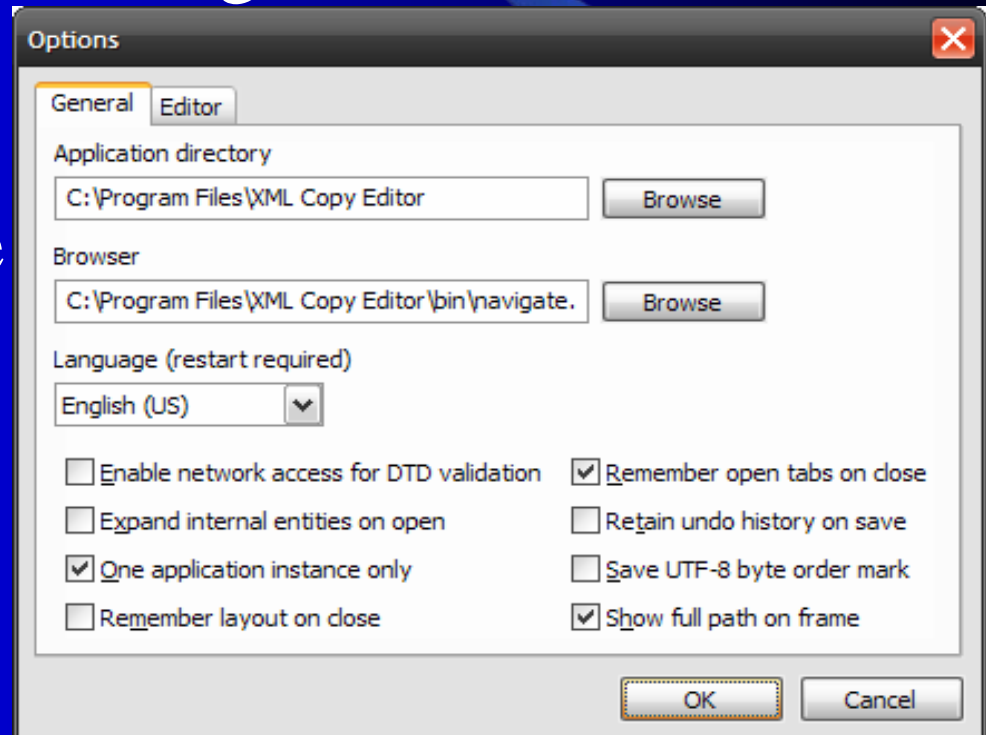 Options
General Editor
Application directory
C:\Program Files\XML Copy Editor Browse
Browser
C:\Program Files\XML Copy Editor\bin\navigate. Browse
Language (restart required)
English (US)
Enable network access for DTD validation Remember open tabs on close
Expand internal entities on open Retain undo history on save
One application instance only Save UTF-8 byte order mark
Remember layout on close Show full path on frame
OK Cancel